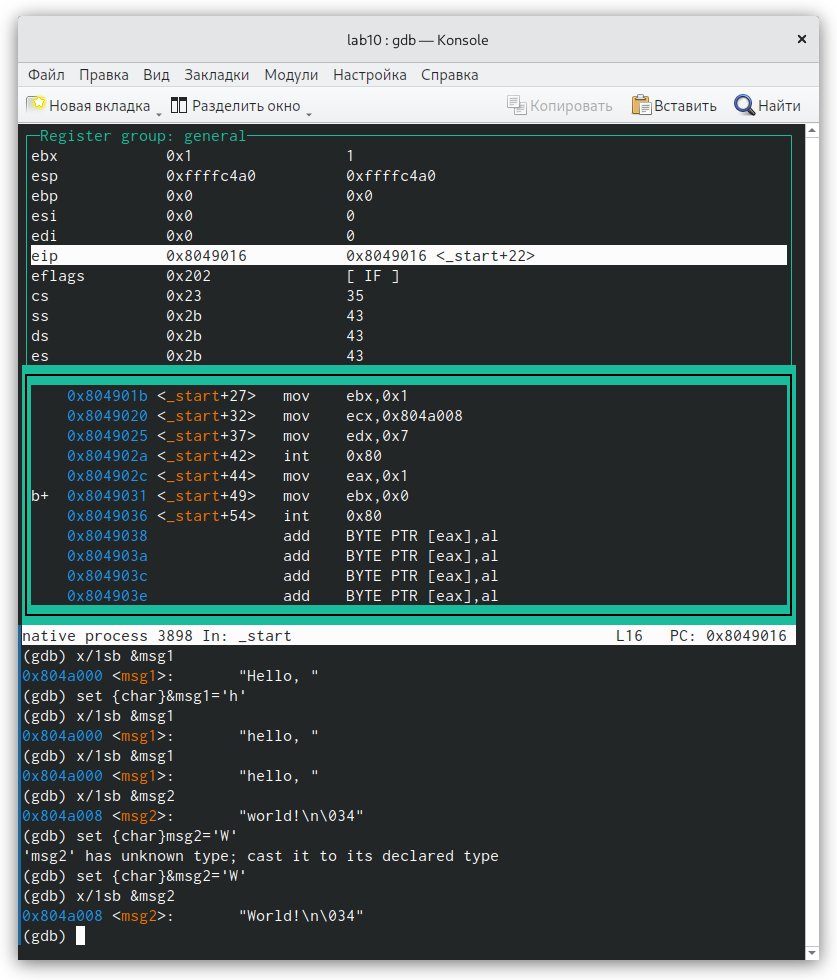 lab10 : gdb — Konsole
Файл Правка Вид Закладки Модули Настройка Справка
Новая вкладка Разделить окно Копировать Вставить Найти
Register group: general
ebx 0x1 1
esp 0xffffc4a0 0xffffc4a0
ebp 0x0 0x0
esi 0x0 0
edi 0x0 0
eip 0x8049016 0x8049016 <_start+22>
eflags 0x202 [ IF ]
cs 0x23 35
ss 0x2b 43
ds 0x2b 43
es 0x2b 43
0x804901b <_start+27> mov ebx,0x1
0x8049020 <_start+32> mov ecx,0x804a008
0x8049025 <_start+37> mov edx,0x7
0x804902a <_start+42> int 0x80
0x804902c <_start+44> mov eax,0x1
b+ 0x8049031 <_start+49> mov ebx,0x0
0x8049036 <_start+54> int 0x80
0x8049038 add BYTE PTR [eax],al
0x804903a add BYTE PTR [eax],al
0x804903c add BYTE PTR [eax],al
0x804903e add BYTE PTR [eax],al
native process 3898 In: _start L16 PC: 0x8049016
(gdb) x/1sb &msg1
0x804a000 <msg1>: "Hello, "
(gdb) set {char}&msg1='h'
(gdb) x/1sb &msg1
0x804a000 <msg1>: "hello, "
(gdb) x/1sb &msg1
0x804a000 <msg1>: "hello, "
(gdb) x/1sb &msg2
0x804a008 <msg2>: "world!\n\034"
(gdb) set {char}msg2='W'
'msg2' has unknown type; cast it to its declared type
(gdb) set {char}&msg2='W'
(gdb) x/1sb &msg2
0x804a008 <msg2>: "World!\n\034"
(gdb)